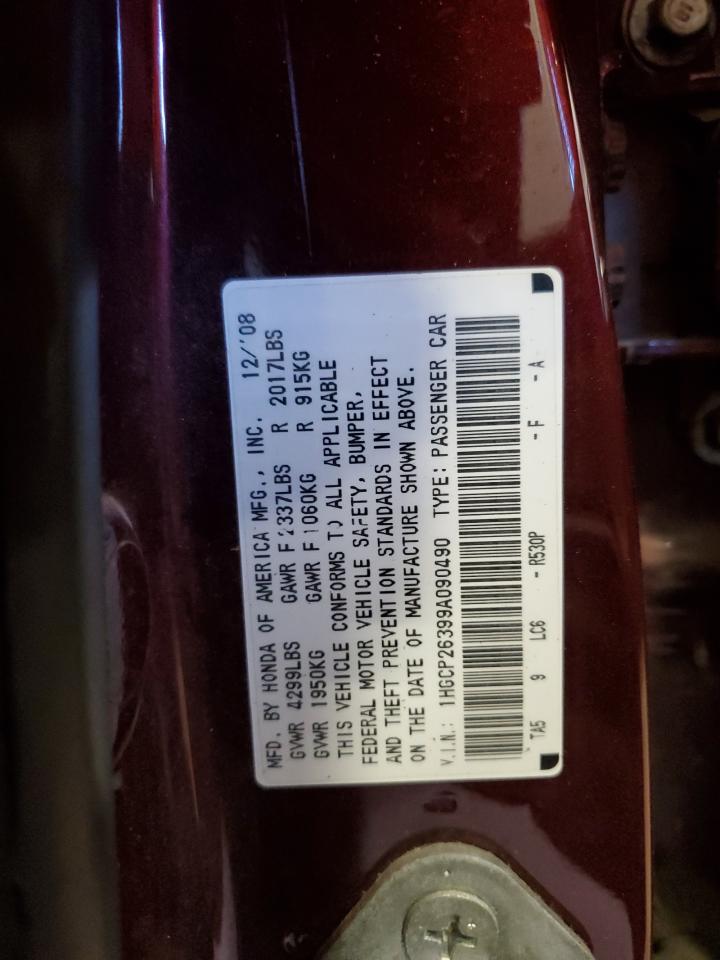 MFD. BY HONDA OF AMERICA MFG., INC. 12/'08
GVWR 4299LBS GAWR F 2337LBS R 2017LBS
GVWR 1950KG GAWR F 1060KG R 915KG
THIS VEHICLE CONFORMS TO ALL APPLICABLE
FEDERAL MOTOR VEHICLE SAFETY, BUMPER,
AND THEFT PREVENTION STANDARDS IN EFFECT
ON THE DATE OF MANUFACTURE SHOWN ABOVE.
V.I.N.: 1HGCP26399A090490 TYPE: PASSENGER CAR
TA5 9 LC6 - R530P - F - A